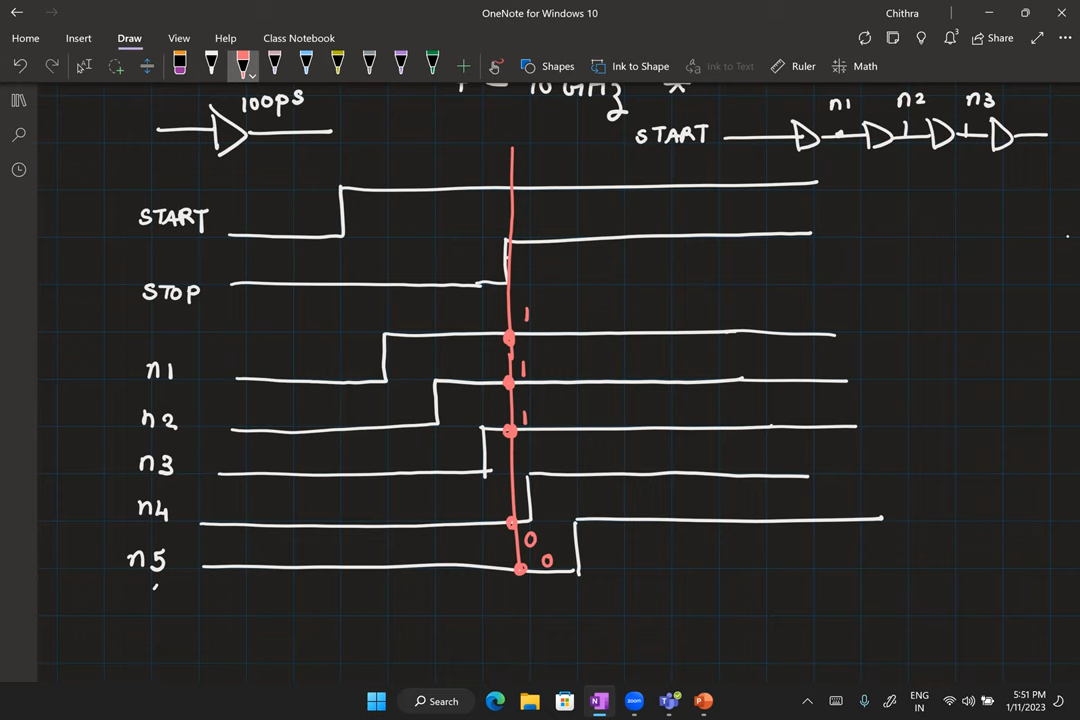 OneNote for Windows 10
Chithra
Home Insert Draw View Help Class Notebook
Share
Shapes Ink to Shape Ink to Text Ruler Math
100ps
START
n1 n2 n3
START
STOP
1
n1
1
n2
1
n3
n4
0
n5
0
Search
ENG
IN
5:51 PM
1/11/2023